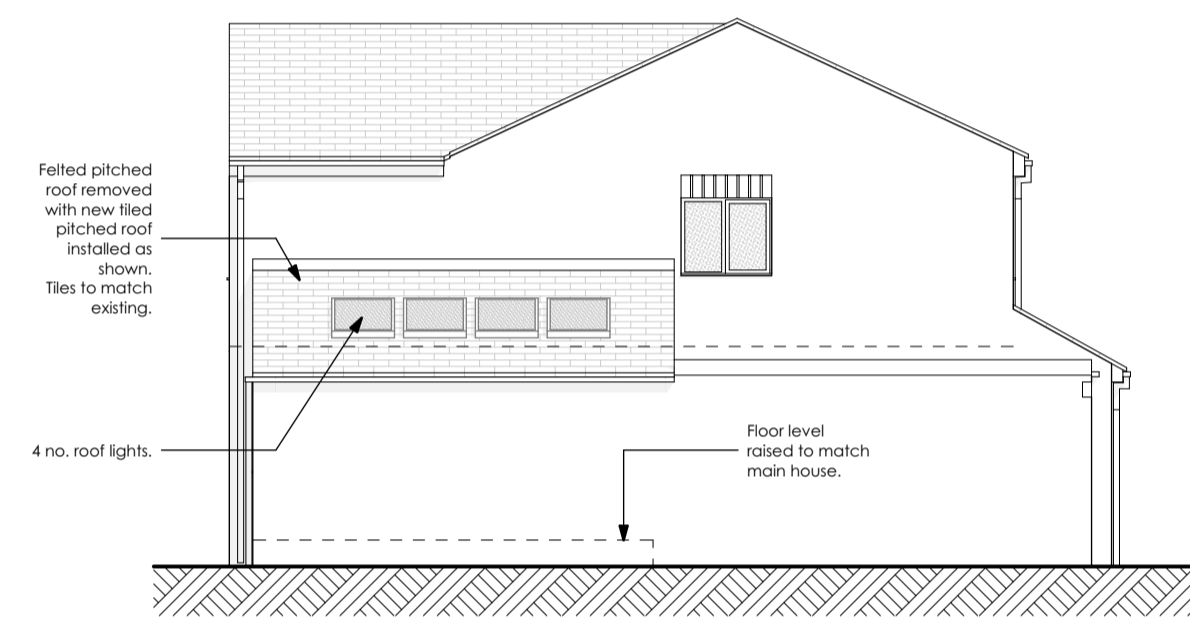 Felted pitched
roof removed
with new tiled
pitched roof
installed as
shown.
Tiles to match
existing.
4 no. roof lights.
Floor level
raised to match
main house.